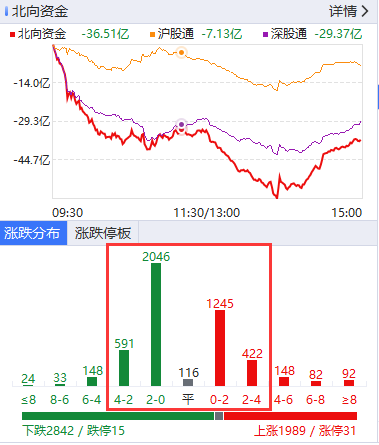 北向资金 详情
北向资金 -36.51亿 沪股通 -7.13亿 深股通 -29.37亿
-14.0亿
-29.3亿
-44.7亿
09:30 11:30/13:00 15:00
涨跌分布 涨跌停板
24 33 148 591 2046 116 1245 422 148 82 92
≤8 8-6 6-4 4-2 2-0 平 0-2 2-4 4-6 6-8 ≥8
下跌2842 / 跌停15 上涨1989 / 涨停31